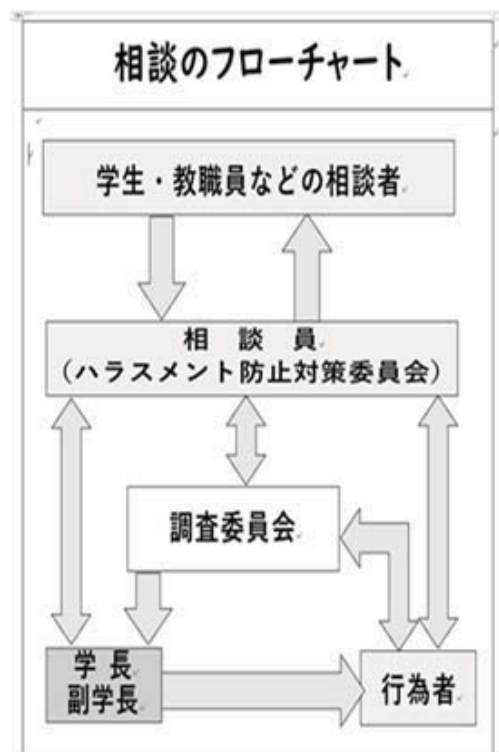 相談のフローチャート
学生・教職員などの相談者
相 談 員
（ハラスメント防止対策委員会）
調査委員会
学 長
副学長
行為者